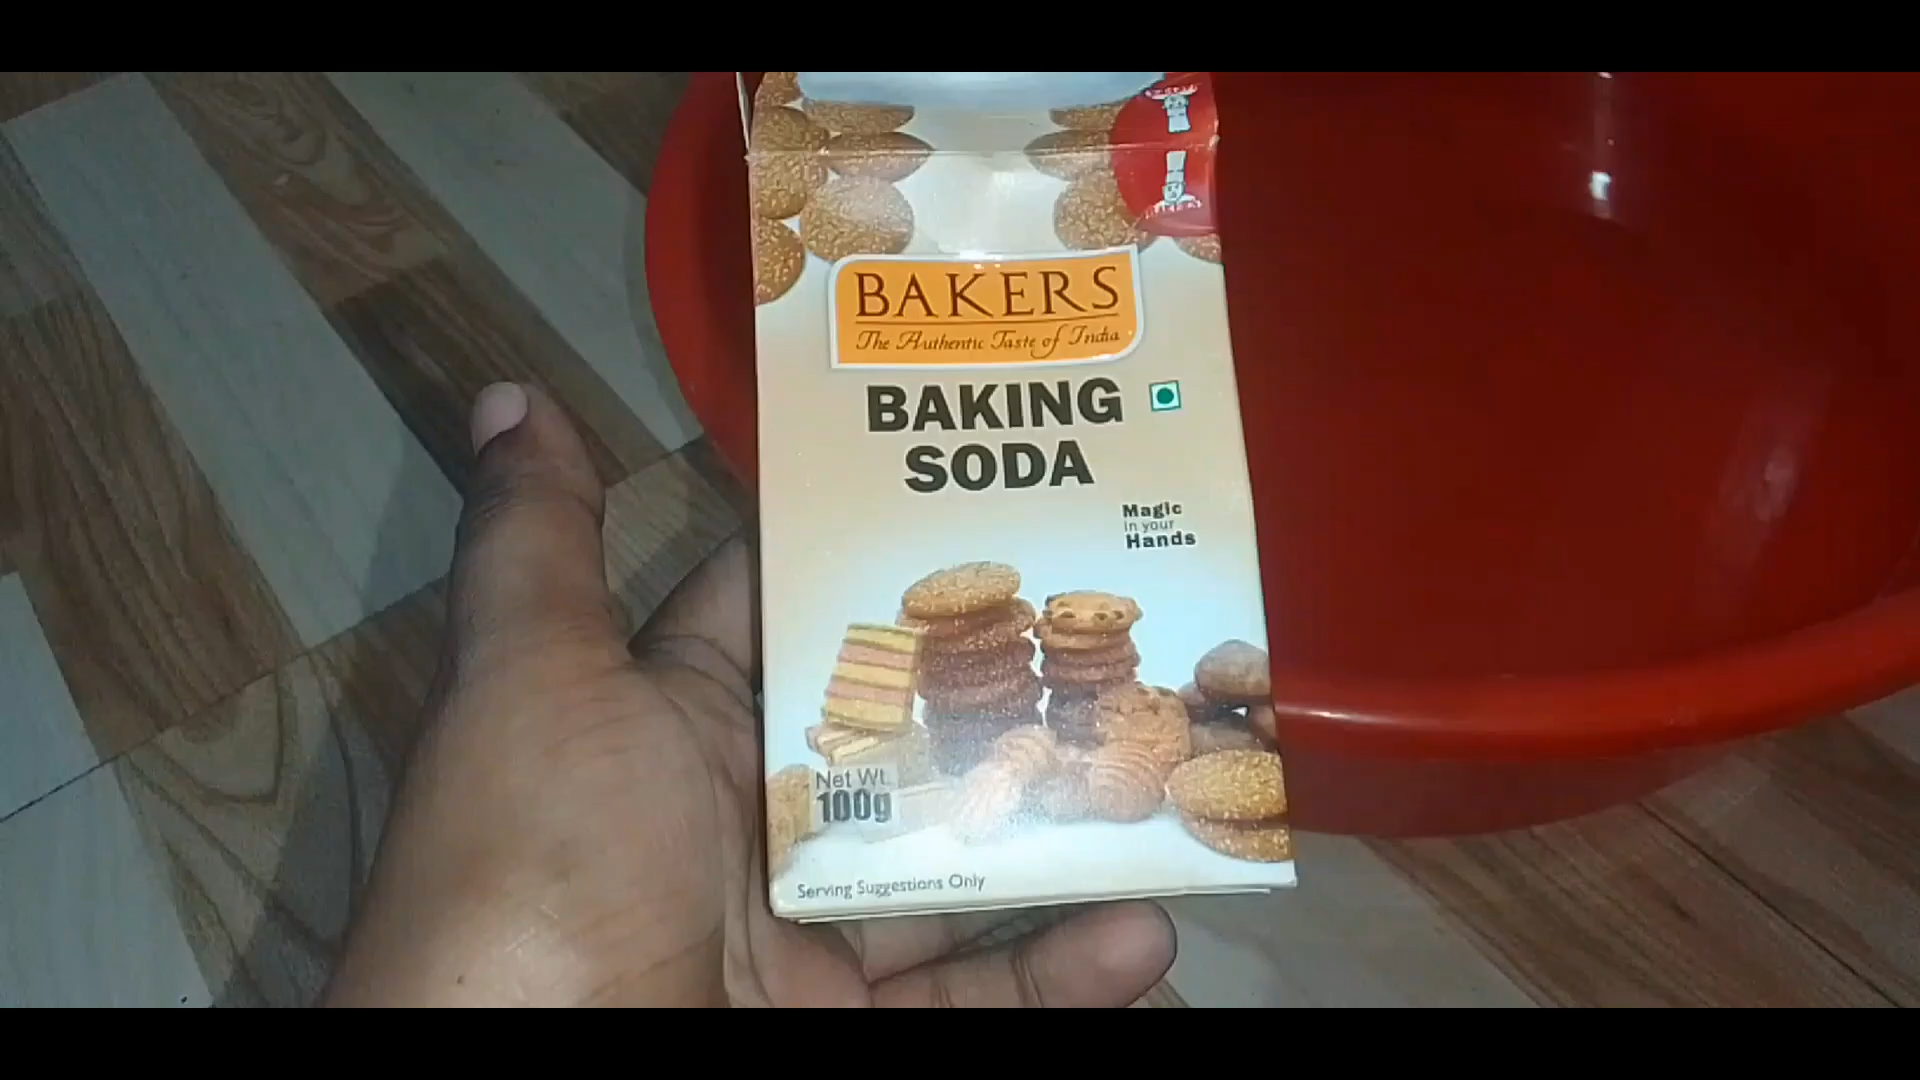 BAKERS
The Authentic Taste of India
BAKING
SODA
Magic
in your
Hands
Net Wt.
100g
Serving Suggestions Only